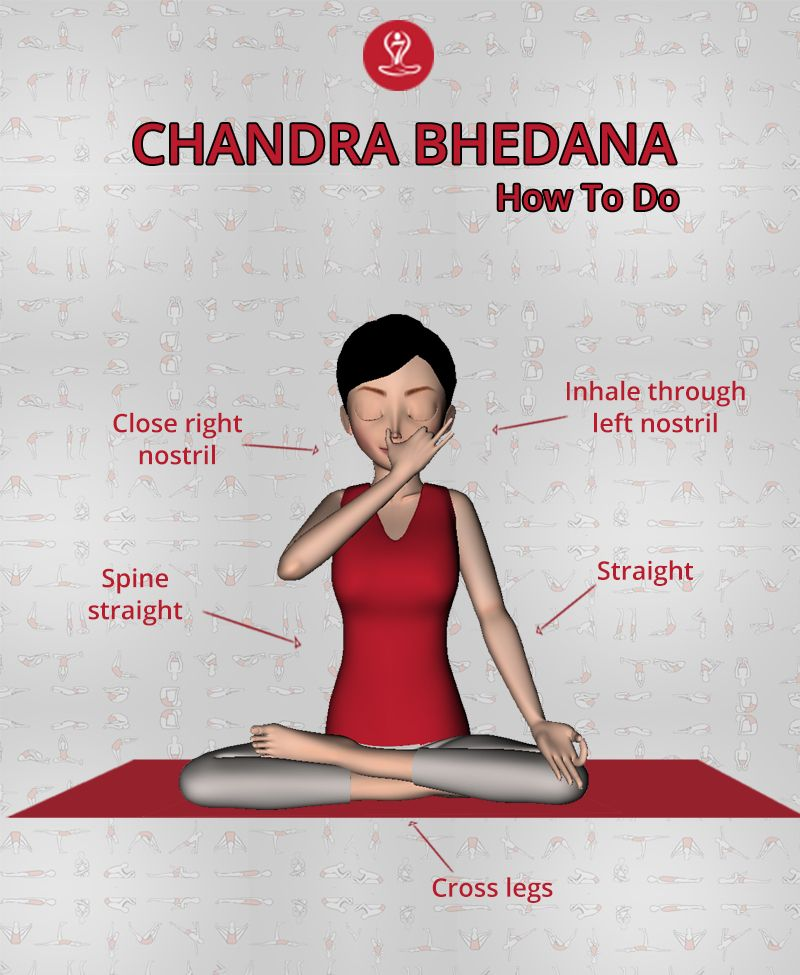 CHANDRA BHEDANA
How To Do
Close right
nostril
Inhale through
left nostril
Spine
straight
Straight
Cross legs